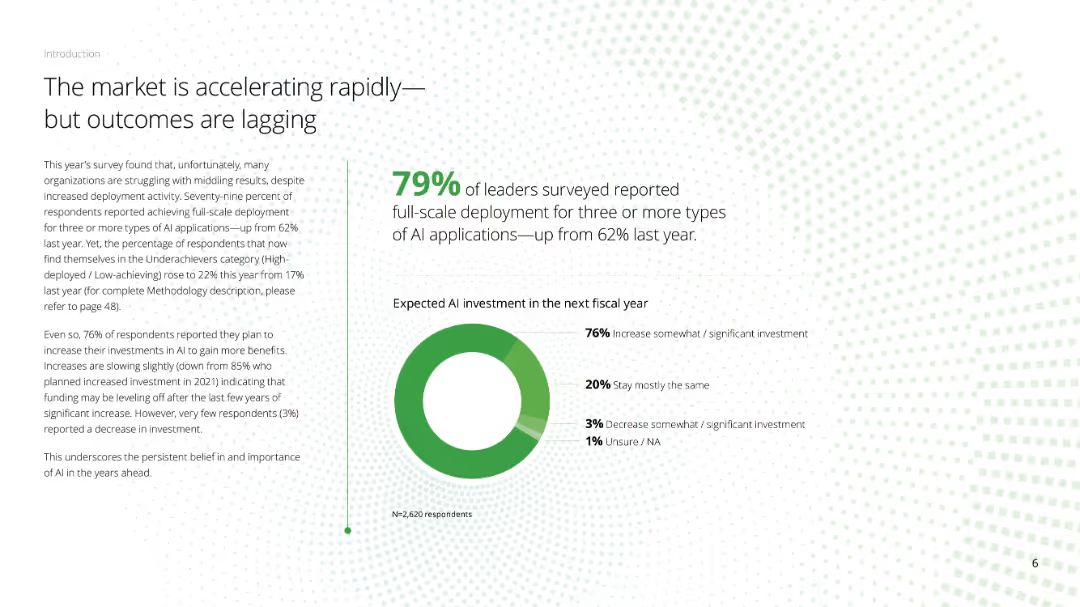 Introduction
The market is accelerating rapidly—
but outcomes are lagging
This year's survey found that, unfortunately, many
organizations are struggling with middling results, despite
increased deployment activity. Seventy-nine percent of
respondents reported achieving full-scale deployment
for three or more types of AI applications—up from 62%
last year. Yet, the percentage of respondents that now
find themselves in the Underachievers category (High-
deployed / Low-achieving) rose to 22% this year from 17%
last year (for complete Methodology description, please
refer to page 48).
Even so, 76% of respondents reported they plan to
increase their investments in AI to gain more benefits.
Increases are slowing slightly (down from 85% who
planned increased investment in 2021) indicating that
funding may be leveling off after the last few years of
significant increase. However, very few respondents (3%)
reported a decrease in investment.
This underscores the persistent belief in and importance
of AI in the years ahead.
79% of leaders surveyed reported
full-scale deployment for three or more types
of AI applications—up from 62% last year.
Expected AI investment in the next fiscal year
76% Increase somewhat / significant investment
20% Stay mostly the same
3% Decrease somewhat / significant investment
1% Unsure / NA
N=2,620 respondents
6